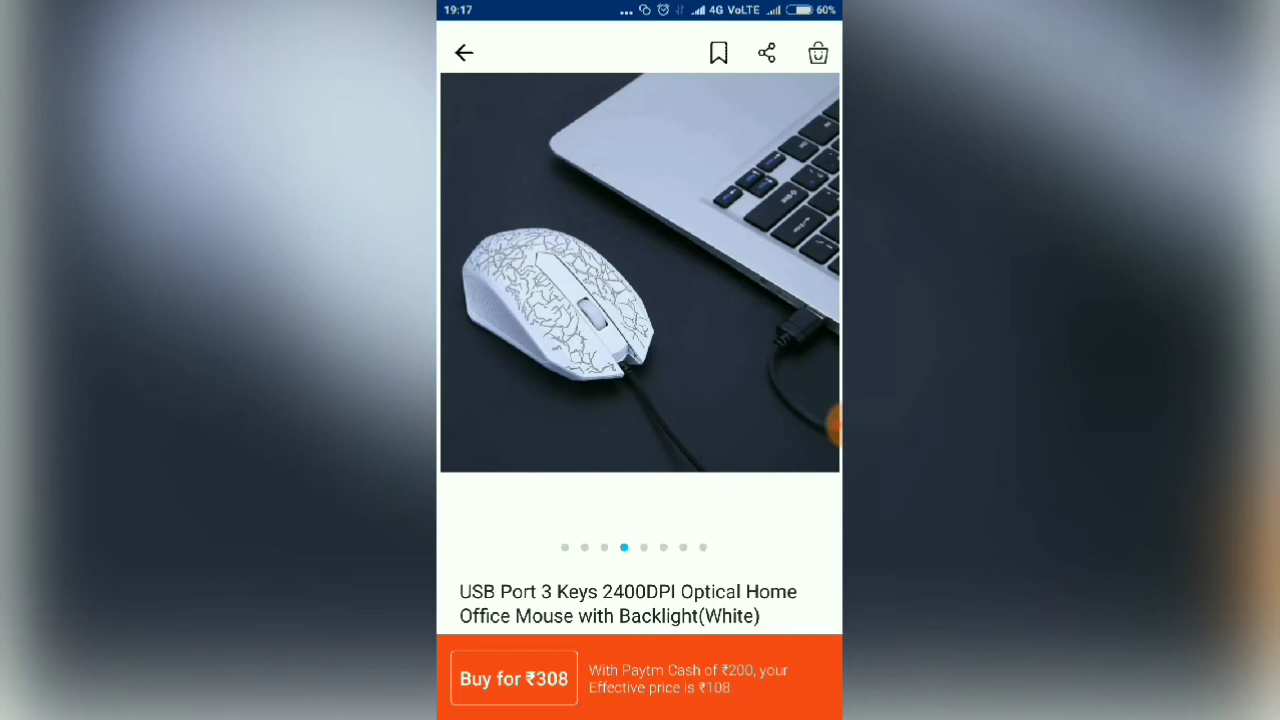 19:17 ... 4G VoLTE 60%
USB Port 3 Keys 2400DPI Optical Home
Office Mouse with Backlight(White)
Buy for ₹308
With Paytm Cash of ₹200, your
Effective price is ₹108